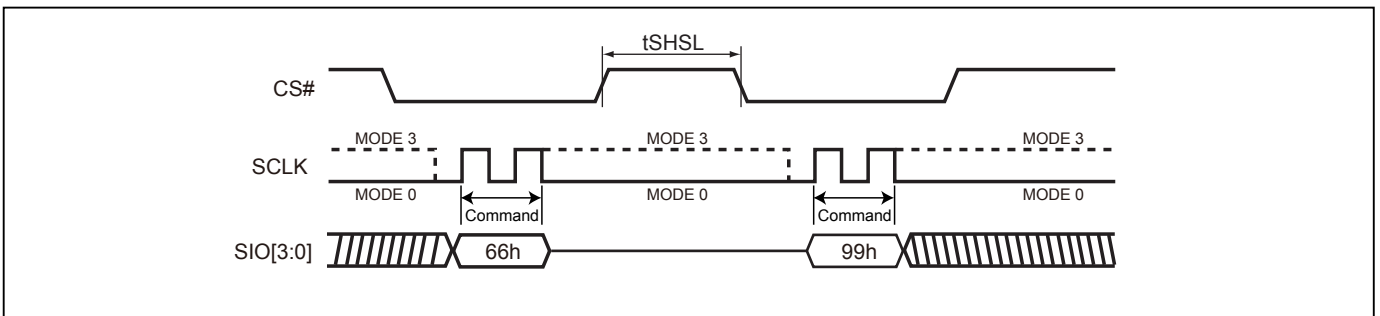 tSHSL
CS#
MODE 3 MODE 3 MODE 3
SCLK
MODE 0 MODE 0 MODE 0
Command Command
SIO[3:0] 66h 99h